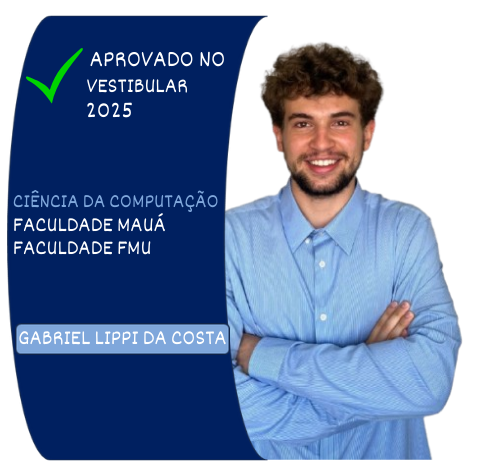 APROVADO NO
VESTIBULAR
2025
CIÊNCIA DA COMPUTAÇÃO
FACULDADE MAUÁ
FACULDADE FMU
GABRIEL LIPPI DA COSTA